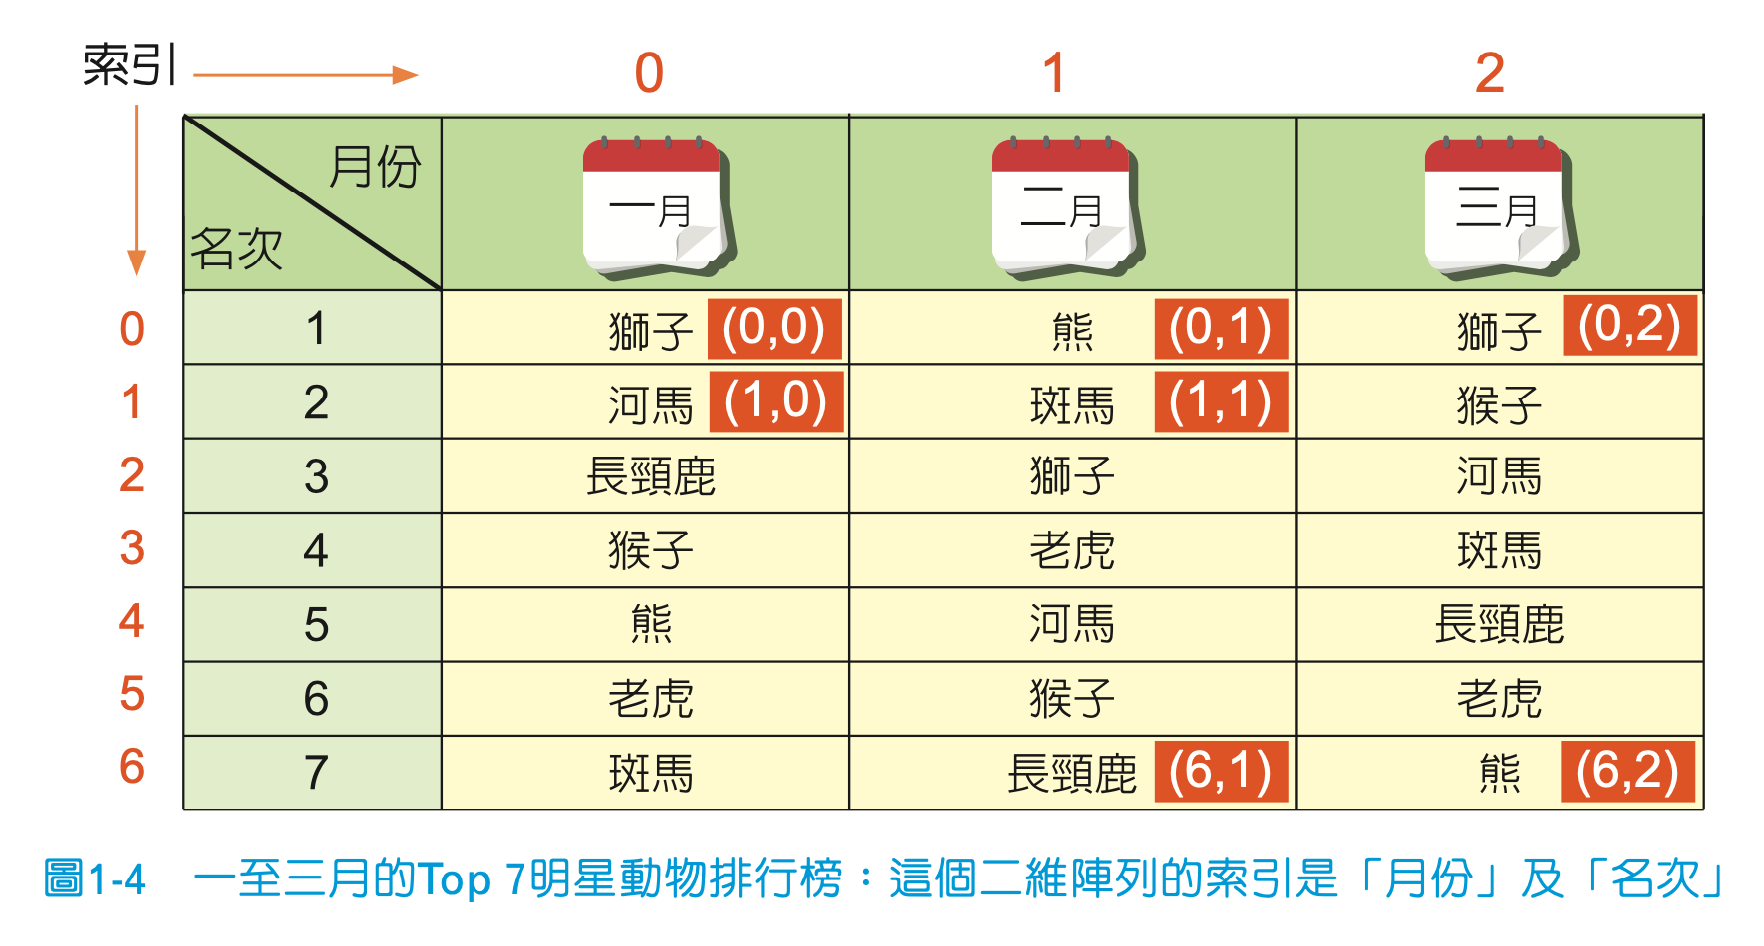 索引 0 1 2
月份 名次 一月 二月 三月
0 1 獅子 (0,0) 熊 (0,1) 獅子 (0,2)
1 2 河馬 (1,0) 斑馬 (1,1) 猴子
2 3 長頸鹿 獅子 河馬
3 4 猴子 老虎 斑馬
4 5 熊 河馬 長頸鹿
5 6 老虎 猴子 老虎
6 7 斑馬 長頸鹿 (6,1) 熊 (6,2)
圖1-4 一至三月的Top 7明星動物排行榜：這個二維陣列的索引是「月份」及「名次」